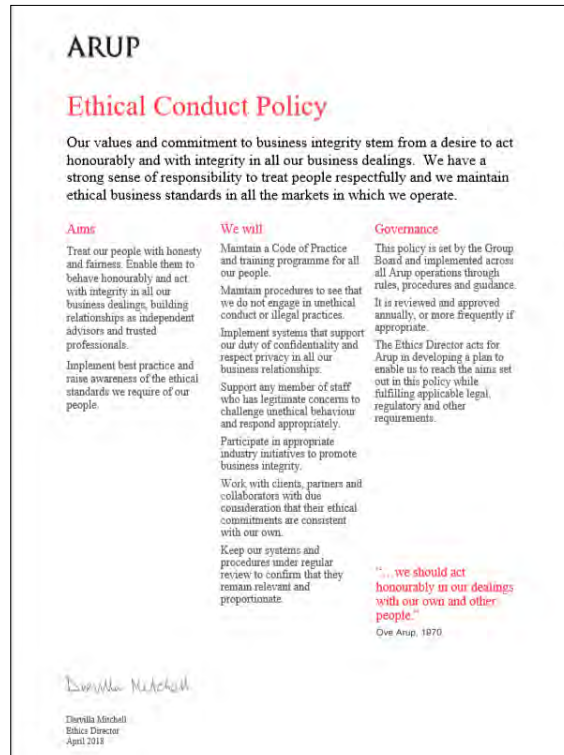 ARUP
Ethical Conduct Policy
Our values and commitment to business integrity stem from a desire to act
honourably and with integrity in all our business dealings. We have a
strong sense of responsibility to treat people respectfully and we maintain
ethical business standards in all the markets in which we operate.
Aims
Treat our people with honesty
and fairness. Enable them to
behave honourably and act
with integrity in all our
business dealings, building
relationships as independent
advisors and trusted
professionals.
Implement best practice and
raise awareness of the ethical
standards we require of our
people.
We will
Maintain a Code of Practice
and training programme for all
our people.
Maintain procedures to see that
we do not engage in unethical
conduct or illegal practices.
Implement systems that support
our duty of confidentiality and
respect privacy in all our
business relationships.
Support any member of staff
who has legitimate concerns to
challenge unethical behaviour
and respond appropriately.
Participate in appropriate
industry initiatives to promote
business integrity.
Work with clients, partners and
collaborators with due
consideration that their ethical
commitments are consistent
with our own.
Keep our systems and
procedures under regular
review to confirm that they
remain relevant and
proportionate.
Governance
This policy is set by the Group
Board and implemented across
all Arup operations through
rules, procedures and guidance.
It is reviewed and approved
annually, or more frequently if
appropriate.
The Ethics Director acts for
Arup in developing a plan to
enable us to reach the aims set
out in this policy while
fulfilling applicable legal,
regulatory and other
requirements.
"…we should act
honourably in our dealings
with our own and other
people."
Ove Arup, 1970
Dervilla Mitchell
Dervilla Mitchell
Ethics Director
April 2018